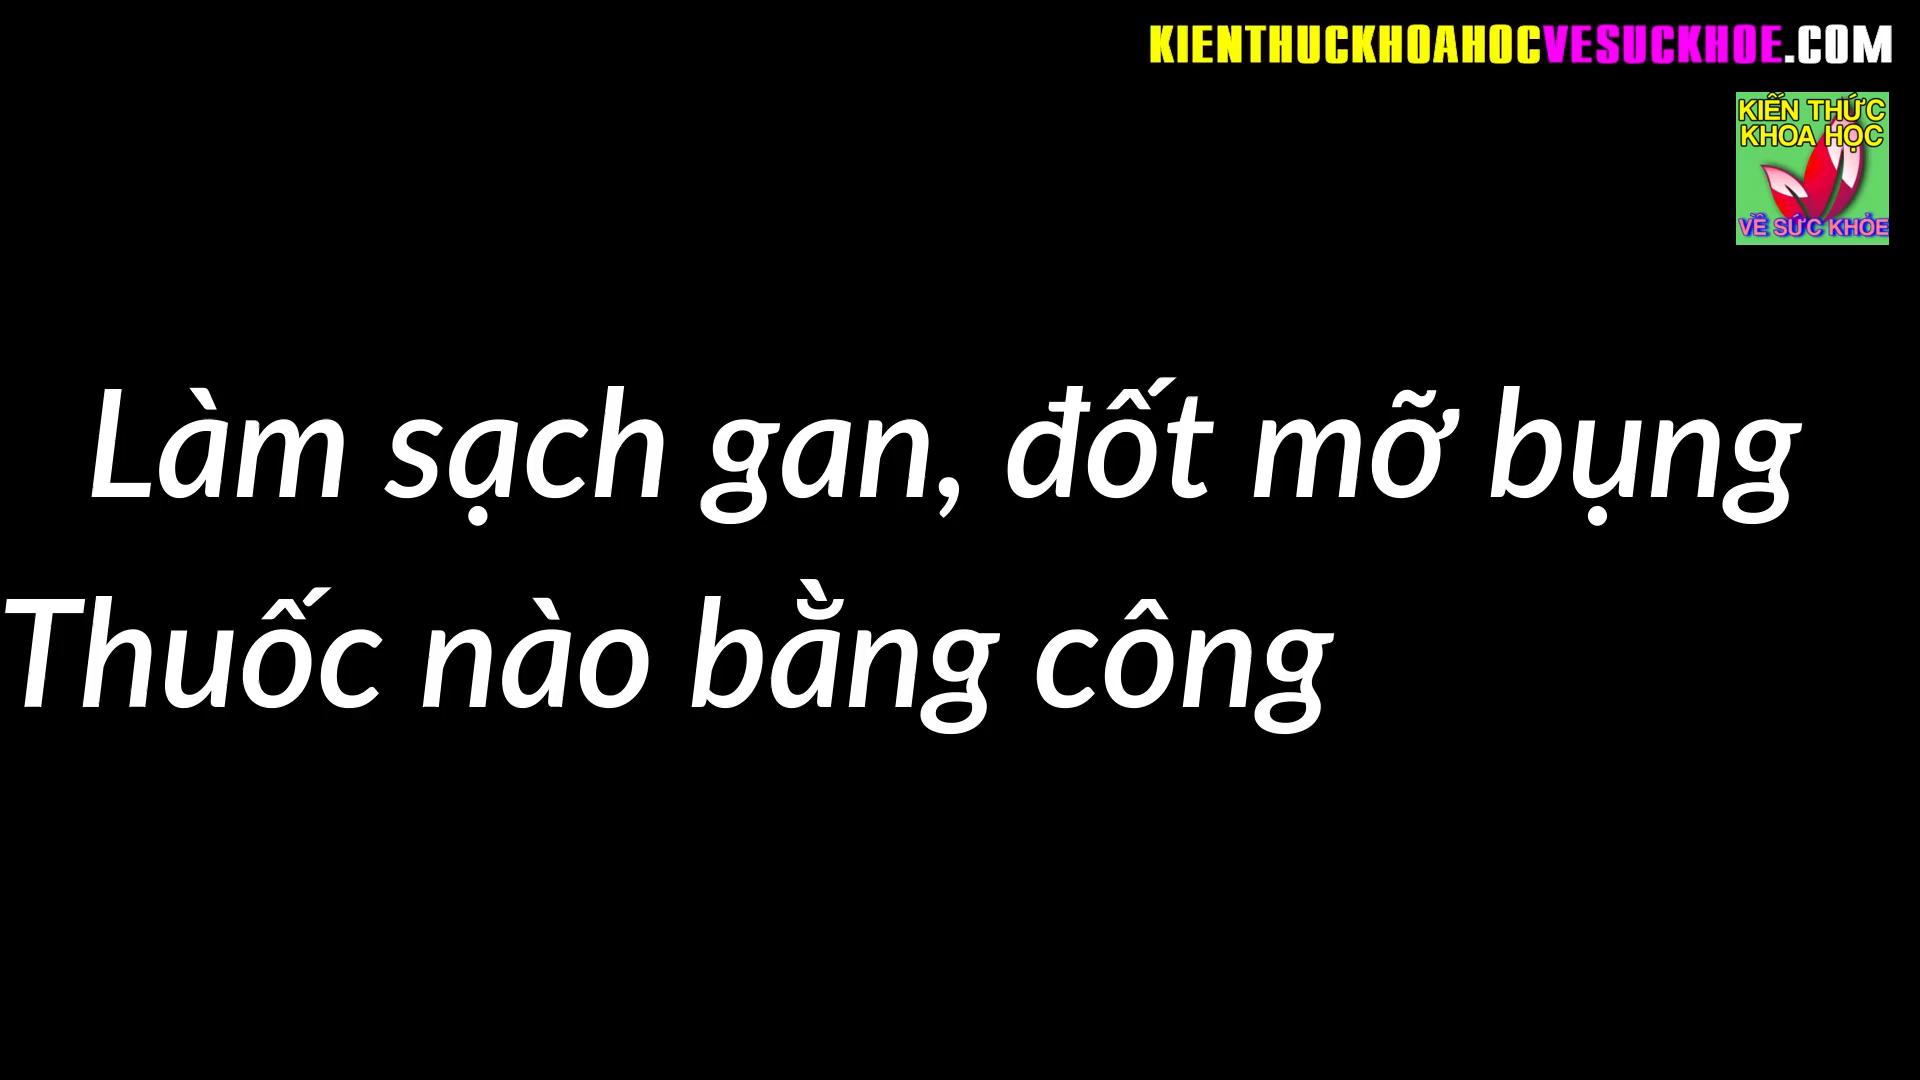 KIENTHUCKHOAHOCVESUCKHOE.COM
KIẾN THỨC
KHOA HỌC
VỀ SỨC KHỎE
Làm sạch gan, đốt mỡ bụng
Thuốc nào bằng công